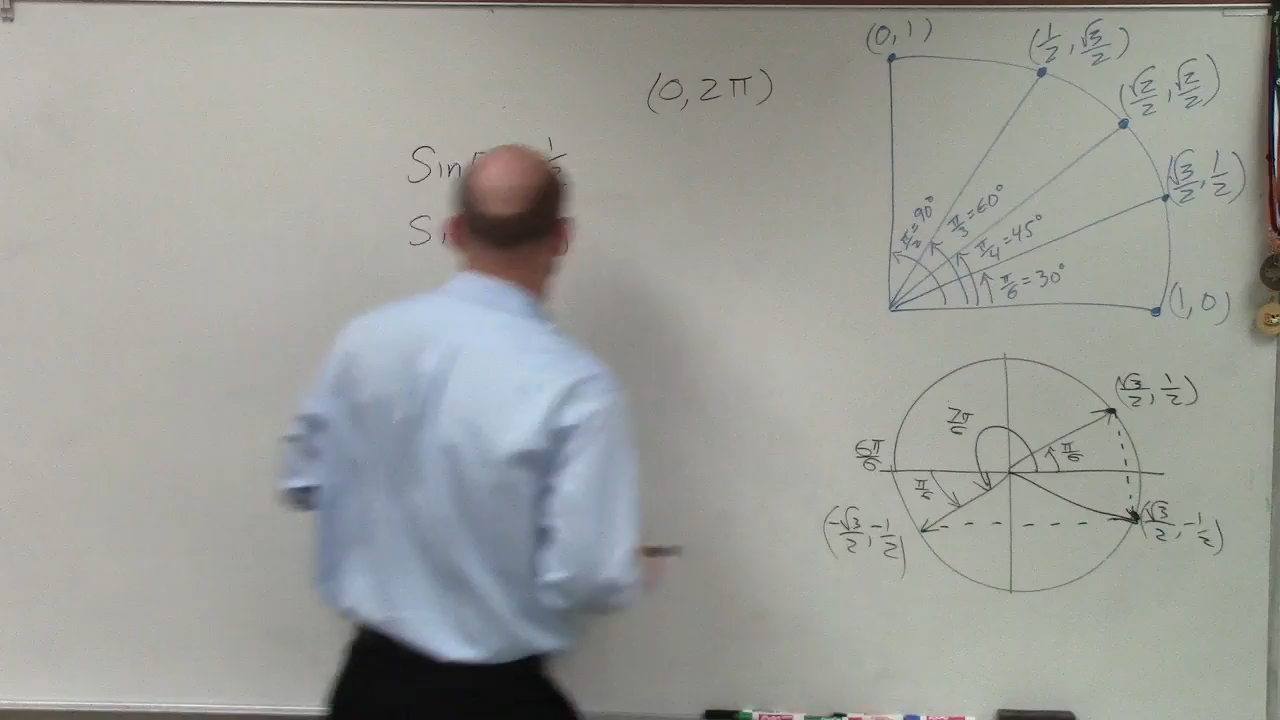 (0, 2π)
Sin
(0, 1)
(1/2, √3/2)
(√2/2, √2/2)
(√3/2, 1/2)
(1, 0)
π/2=90°
π/3=60°
π/4=45°
π/6=30°
(√3/2, 1/2)
7π/6
π/6
6π/6
π/6
(-√3/2, -1/2)
(√3/2, -1/2)